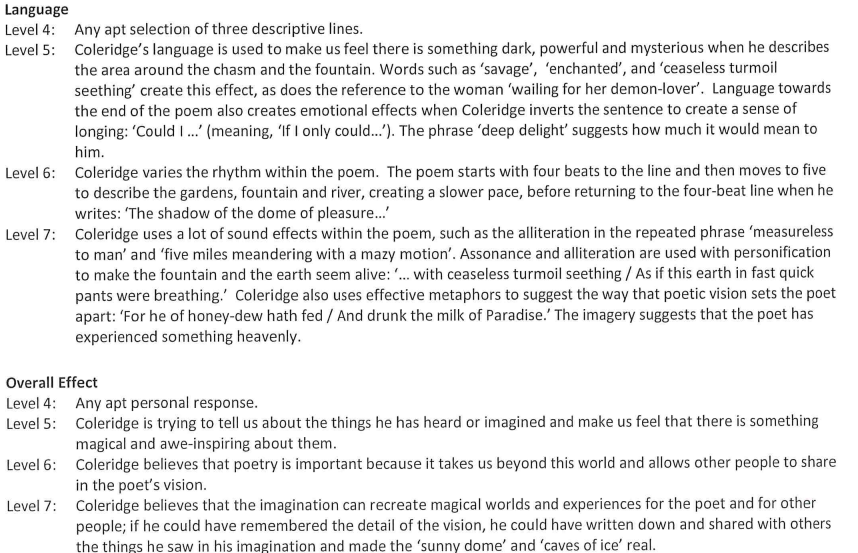 Language
Level 4: Any apt selection of three descriptive lines.
Level 5: Coleridge's language is used to make us feel there is something dark, powerful and mysterious when he describes
the area around the chasm and the fountain. Words such as 'savage', 'enchanted', and 'ceaseless turmoil
seething' create this effect, as does the reference to the woman 'wailing for her demon-lover'. Language towards
the end of the poem also creates emotional effects when Coleridge inverts the sentence to create a sense of
longing: 'Could I ...' (meaning, 'If I only could...'). The phrase 'deep delight' suggests how much it would mean to
him.
Level 6: Coleridge varies the rhythm within the poem. The poem starts with four beats to the line and then moves to five
to describe the gardens, fountain and river, creating a slower pace, before returning to the four-beat line when he
writes: 'The shadow of the dome of pleasure...'
Level 7: Coleridge uses a lot of sound effects within the poem, such as the alliteration in the repeated phrase 'measureless
to man' and 'five miles meandering with a mazy motion'. Assonance and alliteration are used with personification
to make the fountain and the earth seem alive: '... with ceaseless turmoil seething / As if this earth in fast quick
pants were breathing.' Coleridge also uses effective metaphors to suggest the way that poetic vision sets the poet
apart: 'For he of honey-dew hath fed / And drunk the milk of Paradise.' The imagery suggests that the poet has
experienced something heavenly.
Overall Effect
Level 4: Any apt personal response.
Level 5: Coleridge is trying to tell us about the things he has heard or imagined and make us feel that there is something
magical and awe-inspiring about them.
Level 6: Coleridge believes that poetry is important because it takes us beyond this world and allows other people to share
in the poet's vision.
Level 7: Coleridge believes that the imagination can recreate magical worlds and experiences for the poet and for other
people; if he could have remembered the detail of the vision, he could have written down and shared with others
the things he saw in his imagination and made the 'sunny dome' and 'caves of ice' real.